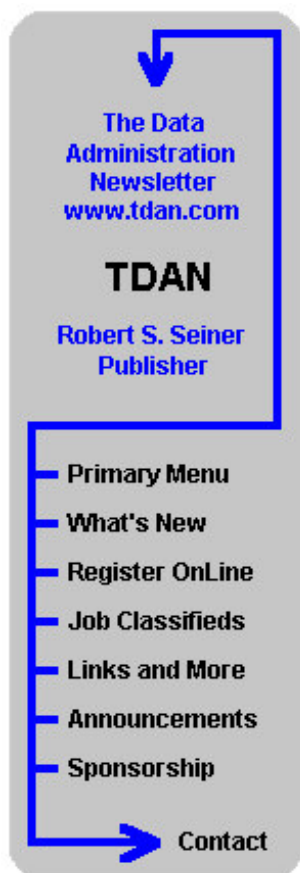 The Data
Administration
Newsletter
www.tdan.com
TDAN
Robert S. Seiner
Publisher
Primary Menu
What's New
Register OnLine
Job Classifieds
Links and More
Announcements
Sponsorship
Contact